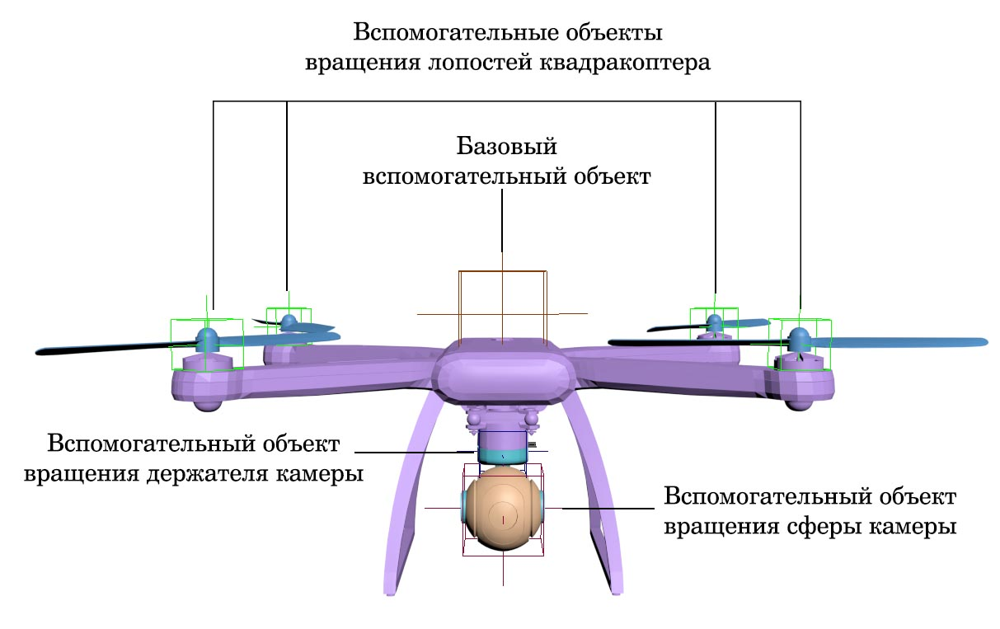 Вспомогательные объекты
вращения лопостей квадракоптера
Базовый
вспомогательный объект
Вспомогательный объект
вращения держателя камеры
Вспомогательный объект
вращения сферы камеры